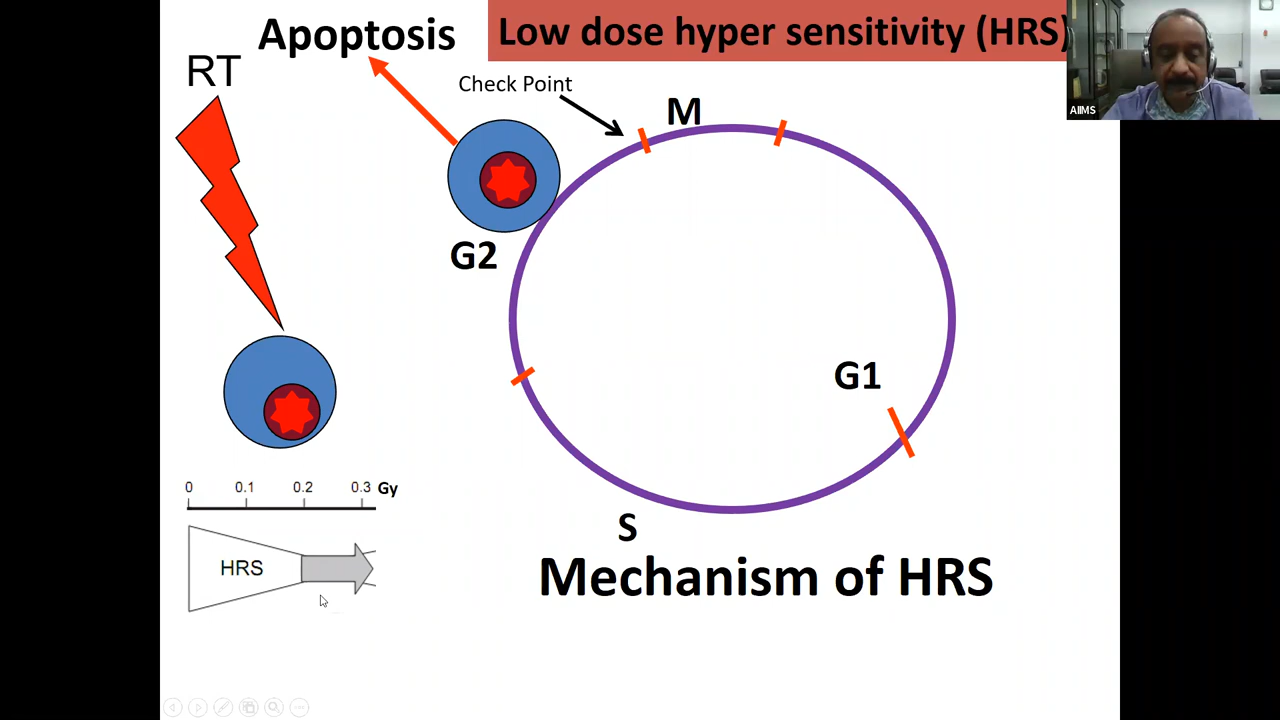 Apoptosis
Low dose hyper sensitivity (HRS)
RT
Check Point
M
AIIMS
G2
G1
0 0.1 0.2 0.3 Gy
HRS
S
Mechanism of HRS